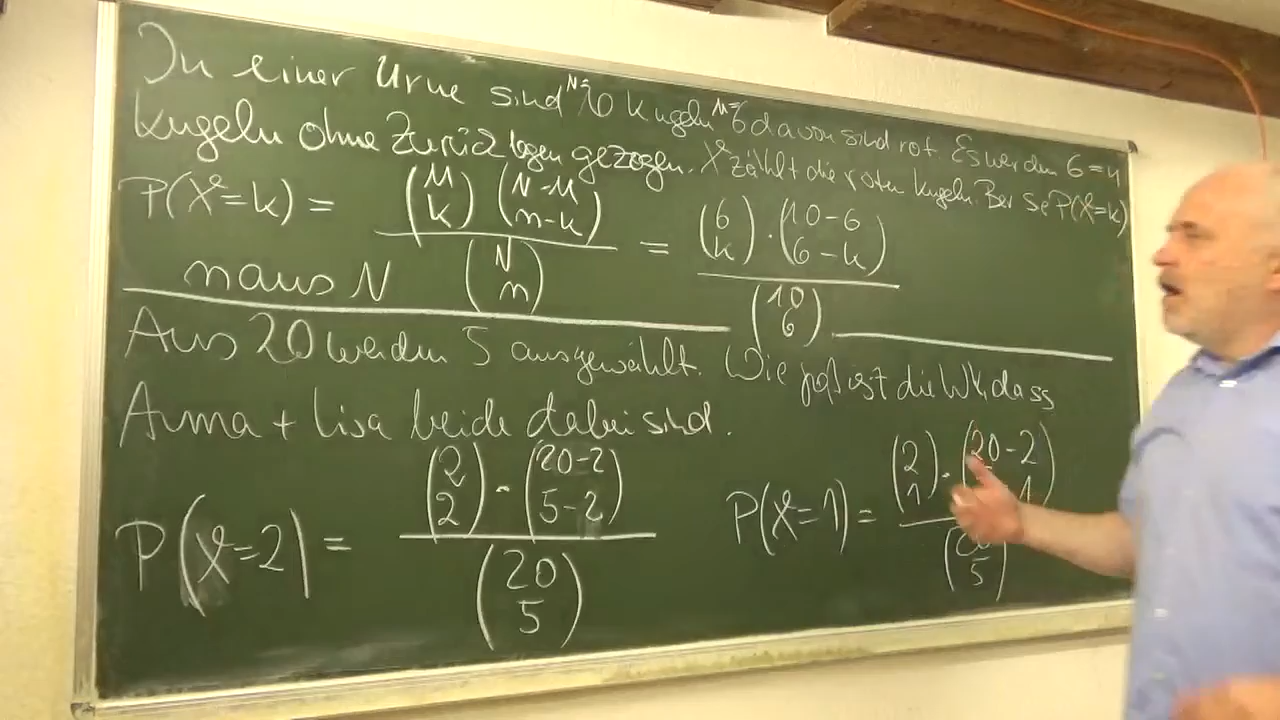 In einer Urne sind N=10 Kugeln M=6 davon sind rot. Es werden 6=n
Kugeln ohne Zurücklegen gezogen. X zählt die roten Kugeln. Ber Se P(X=k)
P(X=k) = (M k) (N-M n-k) / (N n) = (6 k) · (10-6 6-k) / (10 6)
n aus N
Aus 20 werden 5 ausgewählt. Wie groß ist die Wk, dass
Anna + Lisa beide dabei sind.
P(X=2) = (2 2) · (20-2 5-2) / (20 5)
P(X=1) = (2 1) · (20-2 1) / (20 5)